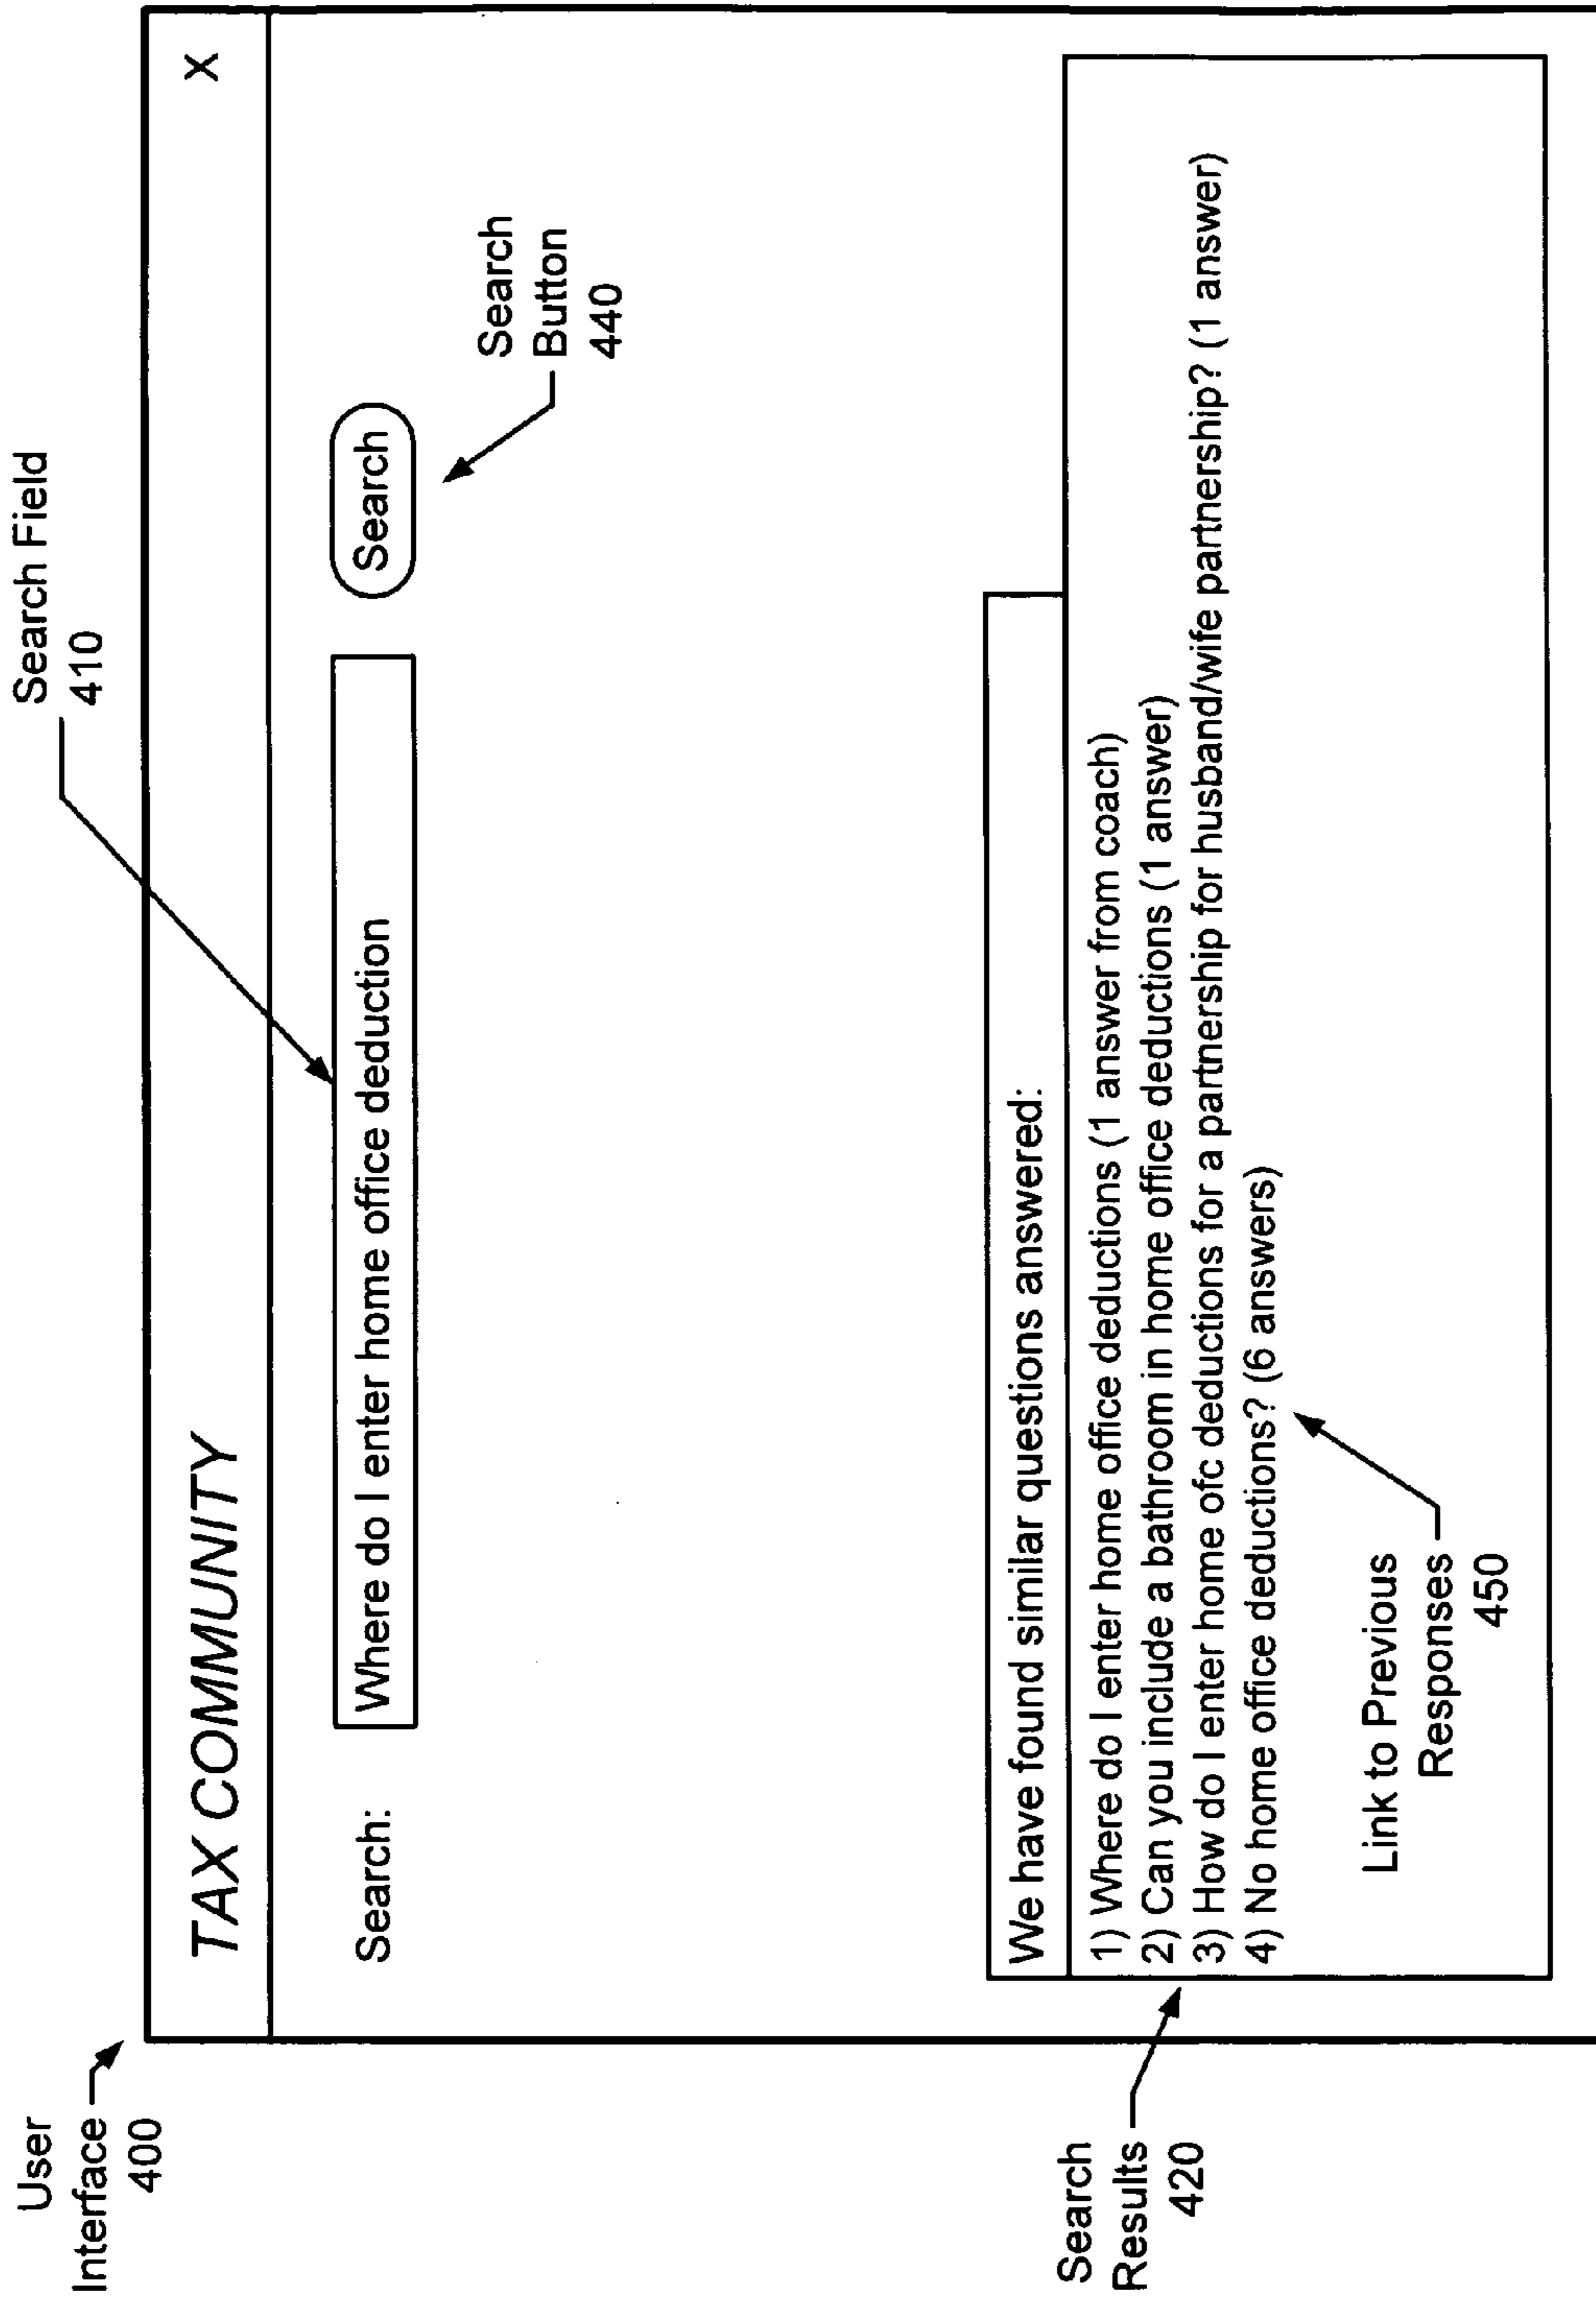 User
Interface
400
Search Field
410
TAX COMMUNITY X
Search: Where do I enter home office deduction Search
Search
Button
440
We have found similar questions answered:
1) Where do I enter home office deductions (1 answer from coach)
2) Can you include a bathroom in home office deductions (1 answer)
3) How do I enter home ofc deductions for a partnership for husband/wife partnership? (1 answer)
4) No home office deductions? (6 answers)
Search
Results
420
Link to Previous
Responses
450